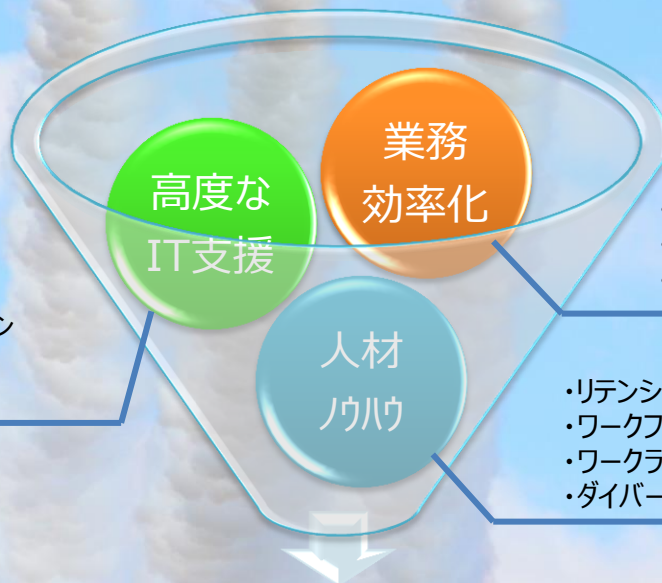 業務
効率化
高度な
IT支援
ン
人材
ノウハウ
・リテンシ
・ワークフ
・ワークラ
・ダイバー